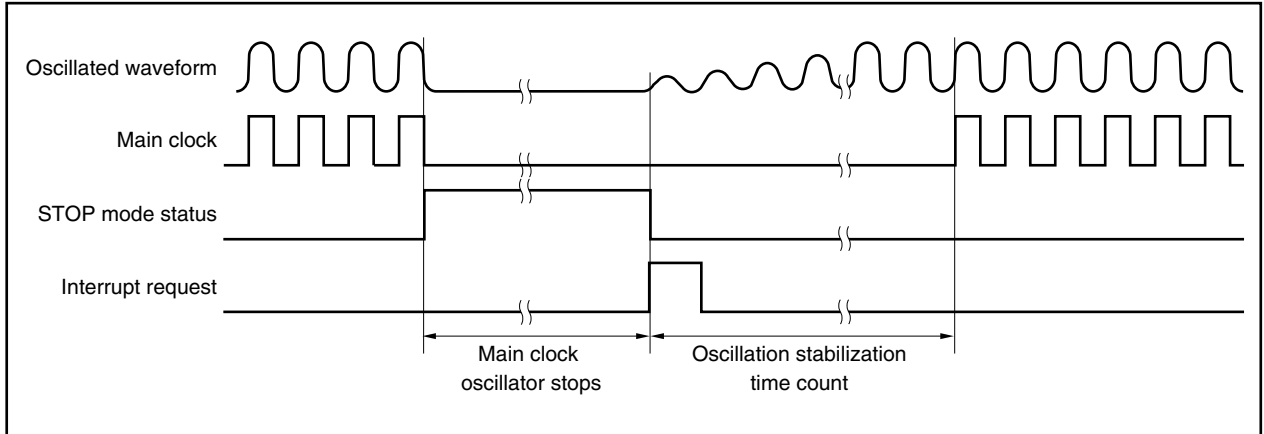 Oscillated waveform
Main clock
STOP mode status
Interrupt request
Main clock
oscillator stops
Oscillation stabilization
time count